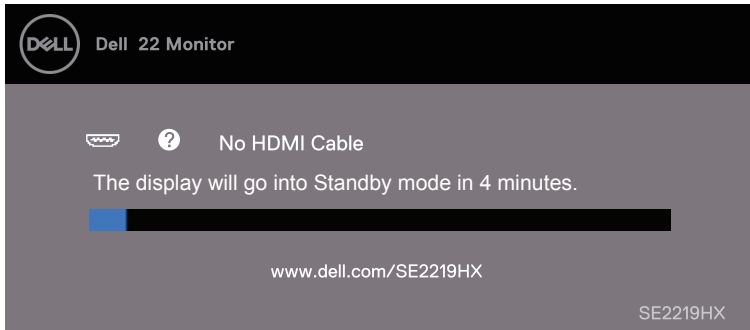 DELL Dell 22 Monitor
? No HDMI Cable
The display will go into Standby mode in 4 minutes.
www.dell.com/SE2219HX
SE2219HX